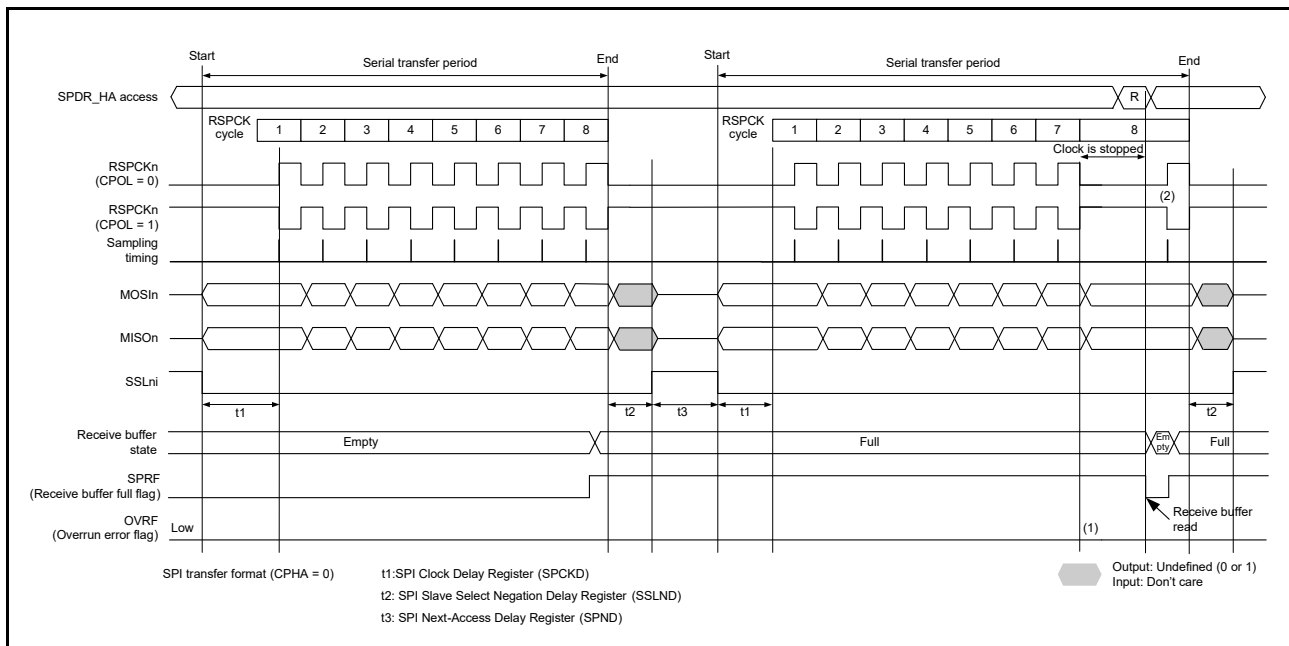 Start
Serial transfer period
End
Start
Serial transfer period
End
SPDR_HA access
R
RSPCK
cycle
1 2 3 4 5 6 7 8
RSPCK
cycle
1 2 3 4 5 6 7 8
Clock is stopped
RSPCKn
(CPOL = 0)
(2)
RSPCKn
(CPOL = 1)
Sampling
timing
MOSIn
MISOn
SSLni
t1
t2
t3
t1
t2
Receive buffer
state
Empty
Full
Em
pty
Full
SPRF
(Receive buffer full flag)
Receive buffer
read
OVRF
(Overrun error flag)
Low
(1)
SPI transfer format (CPHA = 0)
t1:SPI Clock Delay Register (SPCKD)
t2: SPI Slave Select Negation Delay Register (SSLND)
t3: SPI Next-Access Delay Register (SPND)
Output: Undefined (0 or 1)
Input: Don't care